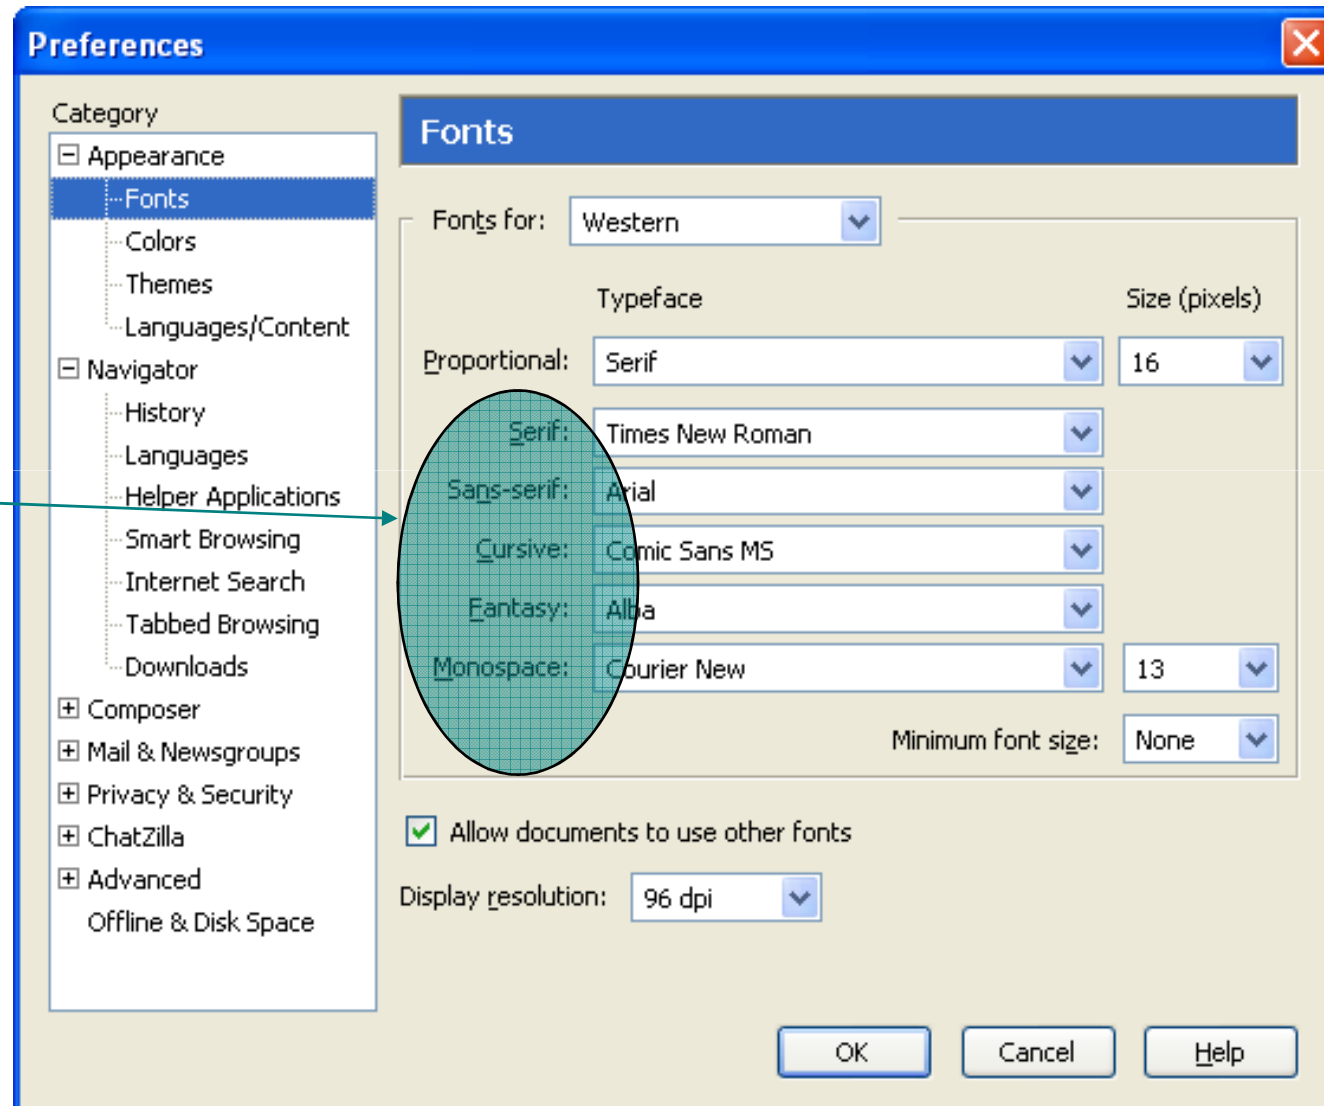 Preferences
Category
Appearance
Fonts
Colors
Themes
Languages/Content
Navigator
History
Languages
Helper Applications
Smart Browsing
Internet Search
Tabbed Browsing
Downloads
Composer
Mail & Newsgroups
Privacy & Security
ChatZilla
Advanced
Offline & Disk Space
Fonts
Fonts for: Western
Typeface Size (pixels)
Proportional: Serif 16
Serif: Times New Roman
Sans-serif: Arial
Cursive: Comic Sans MS
Fantasy: Alba
Monospace: Courier New 13
Minimum font size: None
Allow documents to use other fonts
Display resolution: 96 dpi
OK Cancel Help